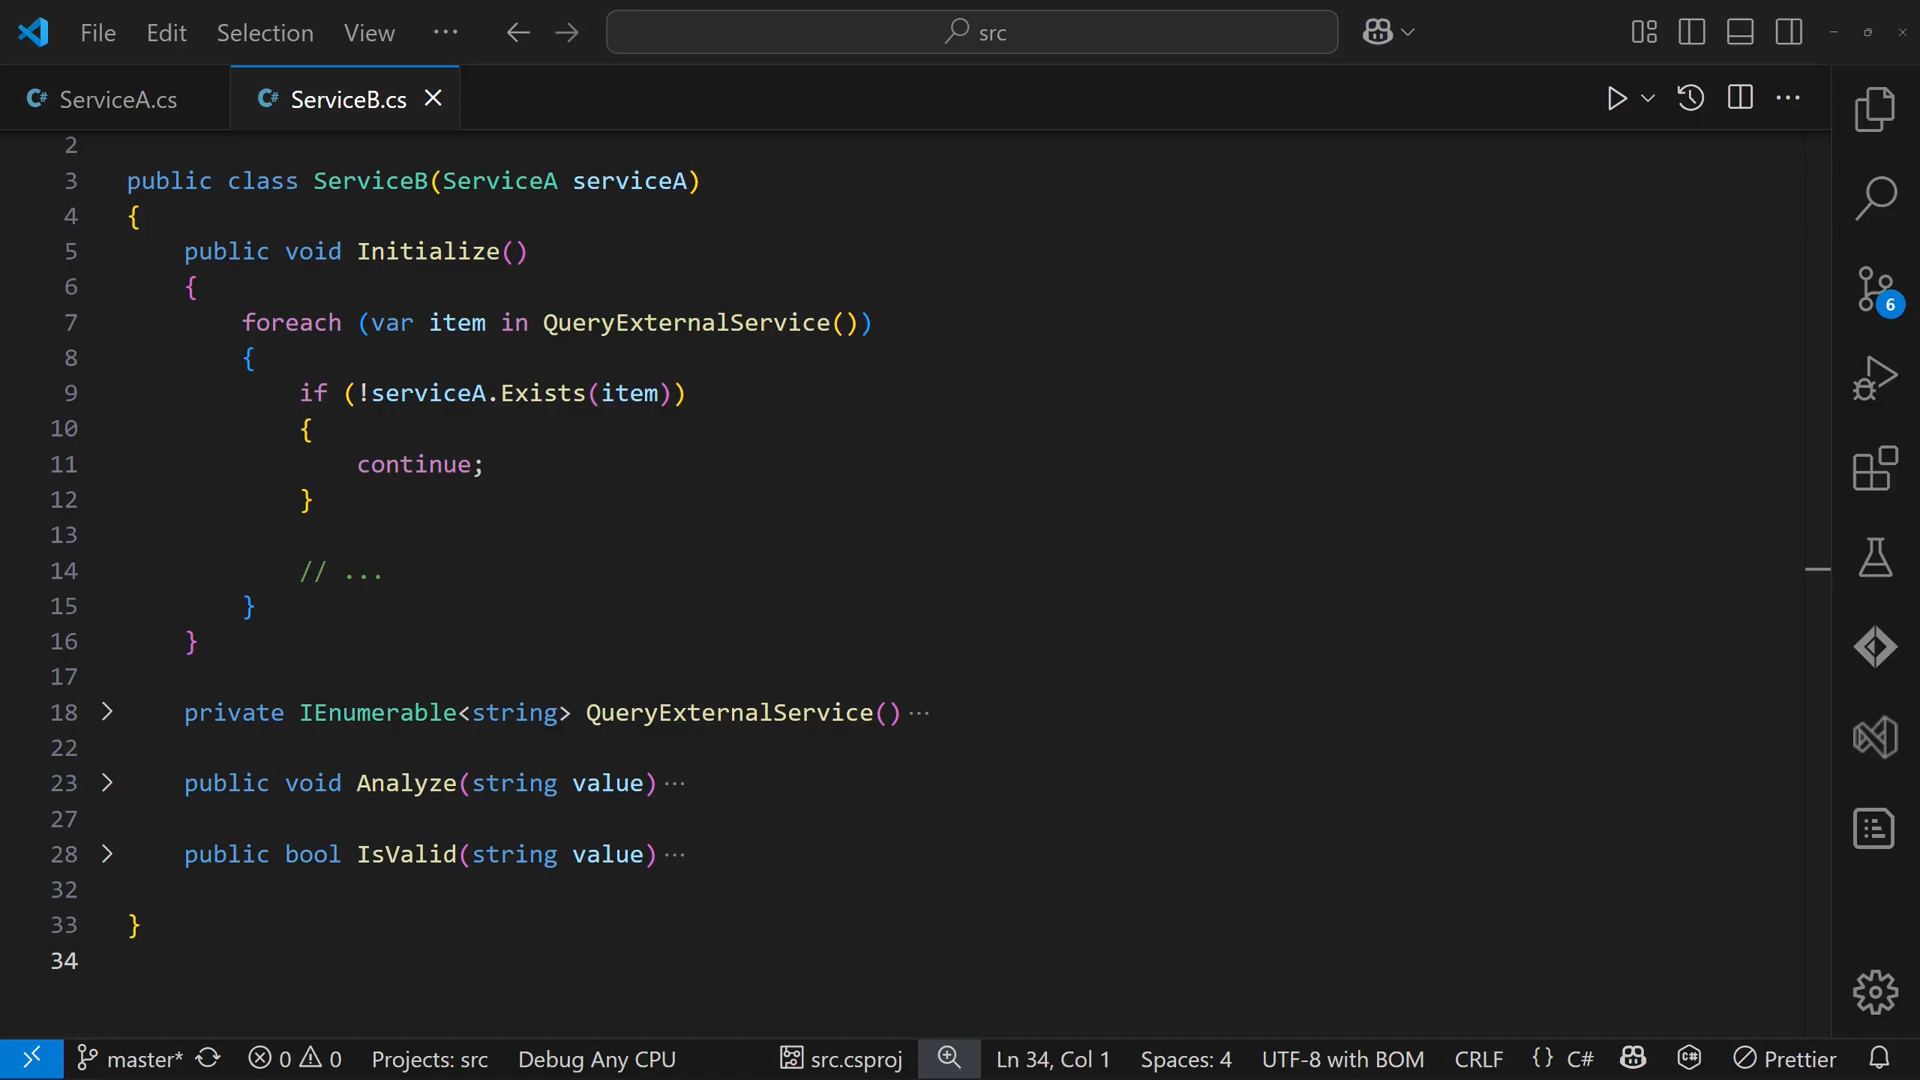 File Edit Selection View ··· src
C# ServiceA.cs C# ServiceB.cs
2
3 public class ServiceB(ServiceA serviceA)
4 {
5 public void Initialize()
6 {
7 foreach (var item in QueryExternalService())
8 {
9 if (!serviceA.Exists(item))
10 {
11 continue;
12 }
13
14 // ...
15 }
16 }
17
18 private IEnumerable<string> QueryExternalService() ···
22
23 public void Analyze(string value) ···
27
28 public bool IsValid(string value) ···
32
33 }
34
6
master* 0 0 Projects: src Debug Any CPU src.csproj Ln 34, Col 1 Spaces: 4 UTF-8 with BOM CRLF {} C# Prettier